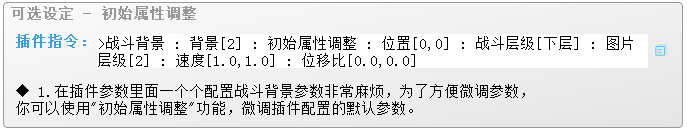 可选设定 - 初始属性调整
插件指令： >战斗背景 : 背景[2] : 初始属性调整 : 位置[0,0] : 战斗层级[下层] : 图片
层级[2] : 速度[1.0,1.0] : 位移比[0.0,0.0]
◆ 1.在插件参数里面一个个配置战斗背景参数非常麻烦，为了方便微调参数，
你可以使用"初始属性调整"功能，微调插件配置的默认参数。